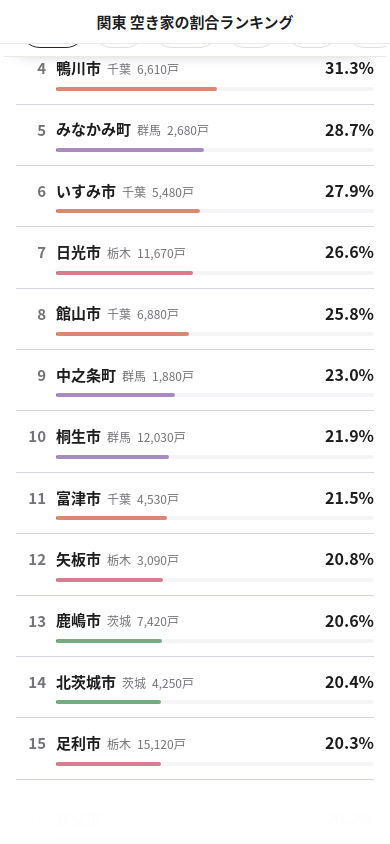 関東 空き家の割合ランキング
4 鴨川市 千葉 6,610戸 31.3%
5 みなかみ町 群馬 2,680戸 28.7%
6 いすみ市 千葉 5,480戸 27.9%
7 日光市 栃木 11,670戸 26.6%
8 館山市 千葉 6,880戸 25.8%
9 中之条町 群馬 1,880戸 23.0%
10 桐生市 群馬 12,030戸 21.9%
11 富津市 千葉 4,530戸 21.5%
12 矢板市 栃木 3,090戸 20.8%
13 鹿嶋市 茨城 7,420戸 20.6%
14 北茨城市 茨城 4,250戸 20.4%
15 足利市 栃木 15,120戸 20.3%